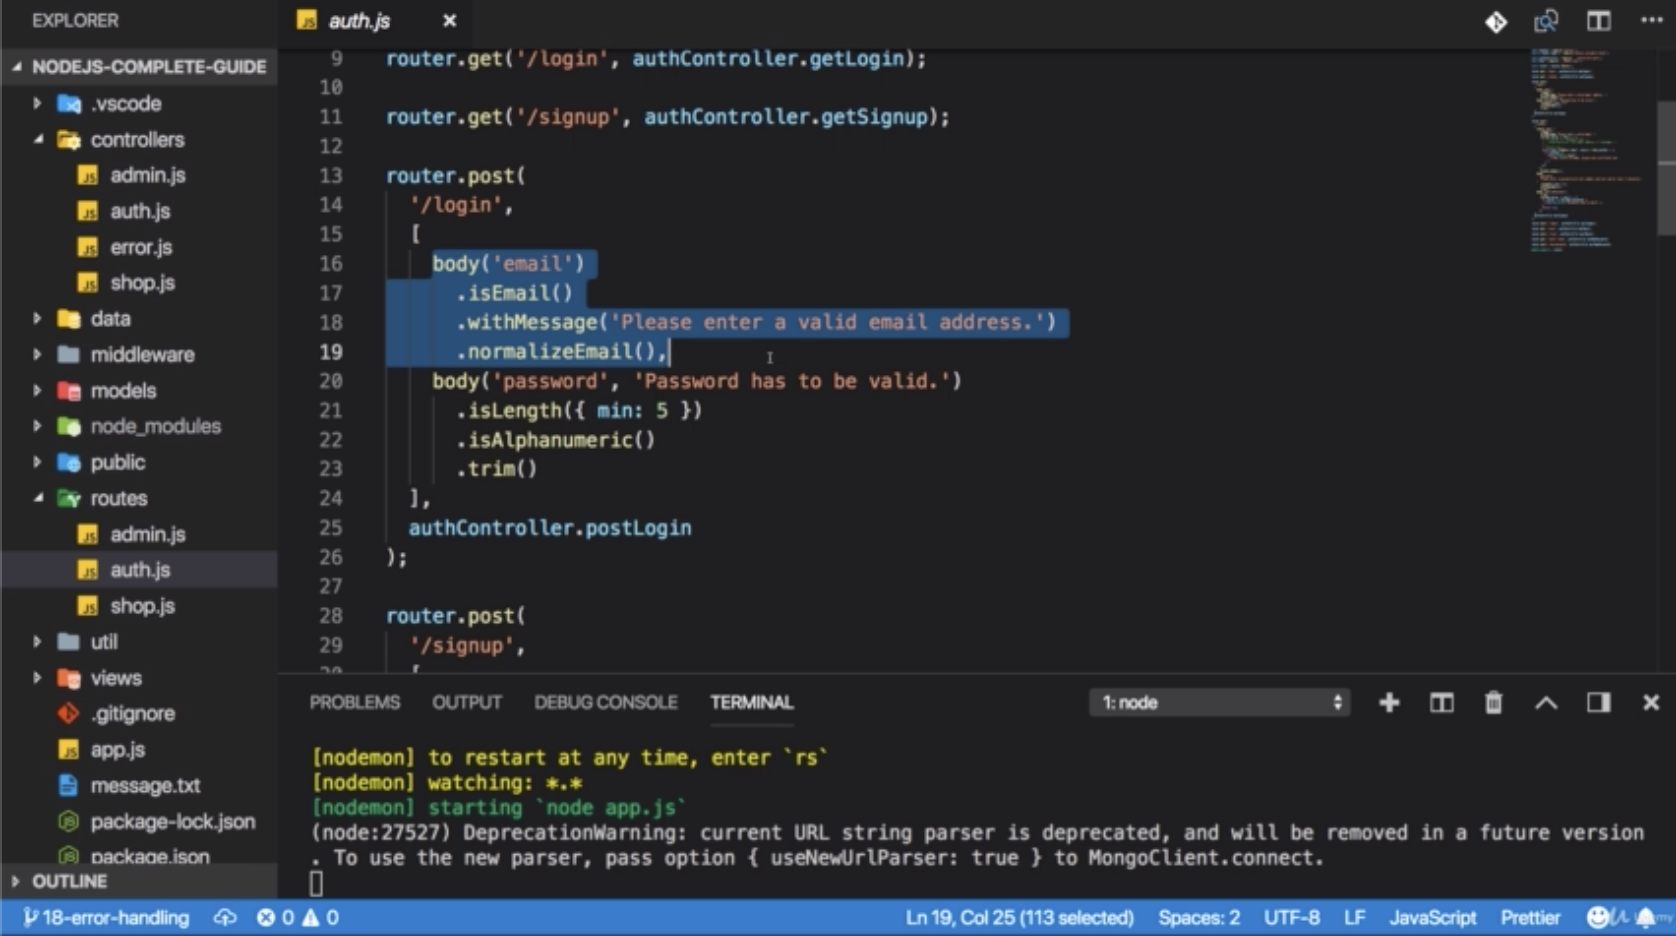 EXPLORER
NODEJS-COMPLETE-GUIDE
.vscode
controllers
admin.js
auth.js
error.js
shop.js
data
middleware
models
node_modules
public
routes
admin.js
auth.js
shop.js
util
views
.gitignore
app.js
message.txt
package-lock.json
package.json
OUTLINE
auth.js
9 router.get('/login', authController.getLogin);
10
11 router.get('/signup', authController.getSignup);
12
13 router.post(
14 '/login',
15 [
16 body('email')
17 .isEmail()
18 .withMessage('Please enter a valid email address.')
19 .normalizeEmail(),
20 body('password', 'Password has to be valid.')
21 .isLength({ min: 5 })
22 .isAlphanumeric()
23 .trim()
24 ],
25 authController.postLogin
26 );
27
28 router.post(
29 '/signup',
30 [
PROBLEMS OUTPUT DEBUG CONSOLE TERMINAL 1: node
[nodemon] to restart at any time, enter `rs`
[nodemon] watching: *.*
[nodemon] starting `node app.js`
(node:27527) DeprecationWarning: current URL string parser is deprecated, and will be removed in a future version
. To use the new parser, pass option { useNewUrlParser: true } to MongoClient.connect.
18-error-handling 0 0 Ln 19, Col 25 (113 selected) Spaces: 2 UTF-8 LF JavaScript Prettier